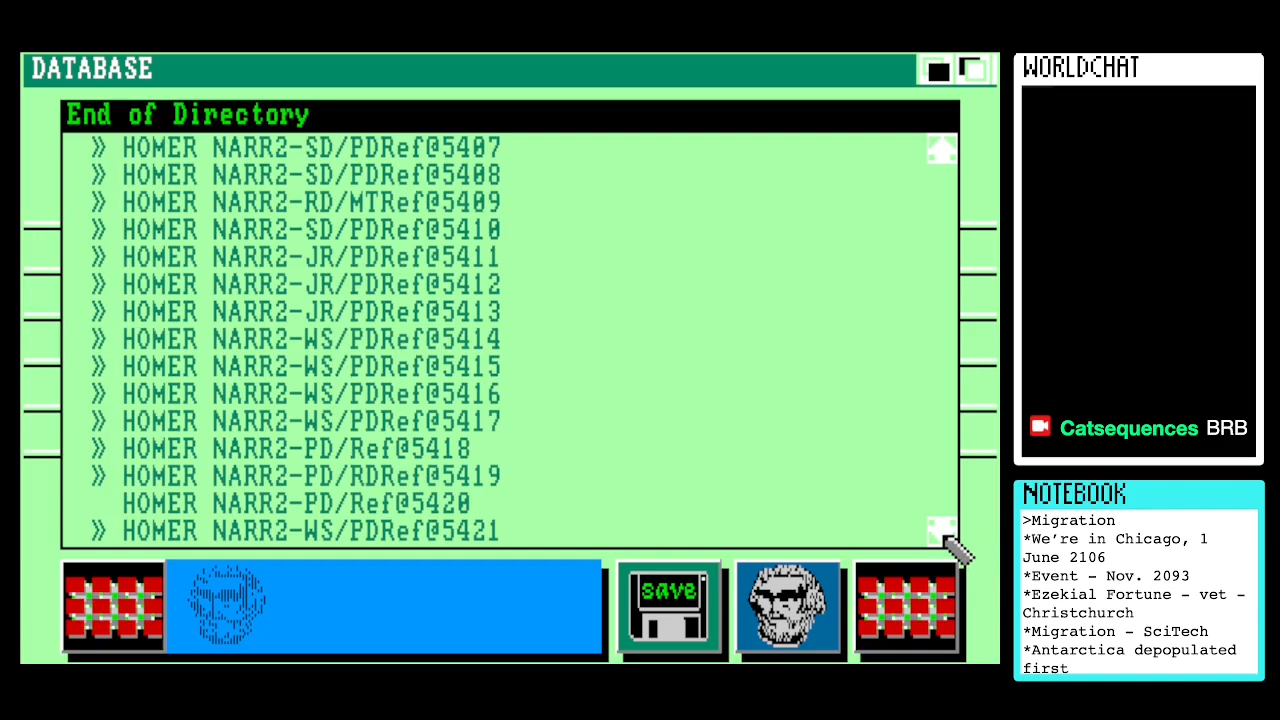 DATABASE
End of Directory
» HOMER NARR2-SD/PDRef@5407
» HOMER NARR2-SD/PDRef@5408
» HOMER NARR2-RD/MTRef@5409
» HOMER NARR2-SD/PDRef@5410
» HOMER NARR2-JR/PDRef@5411
» HOMER NARR2-JR/PDRef@5412
» HOMER NARR2-JR/PDRef@5413
» HOMER NARR2-WS/PDRef@5414
» HOMER NARR2-WS/PDRef@5415
» HOMER NARR2-WS/PDRef@5416
» HOMER NARR2-WS/PDRef@5417
» HOMER NARR2-PD/Ref@5418
» HOMER NARR2-PD/RDRef@5419
HOMER NARR2-PD/Ref@5420
» HOMER NARR2-WS/PDRef@5421
save
WORLDCHAT
Catsequences BRB
NOTEBOOK
>Migration
*We're in Chicago, 1
June 2106
*Event - Nov. 2093
*Ezekial Fortune - vet -
Christchurch
*Migration - SciTech
*Antarctica depopulated
first